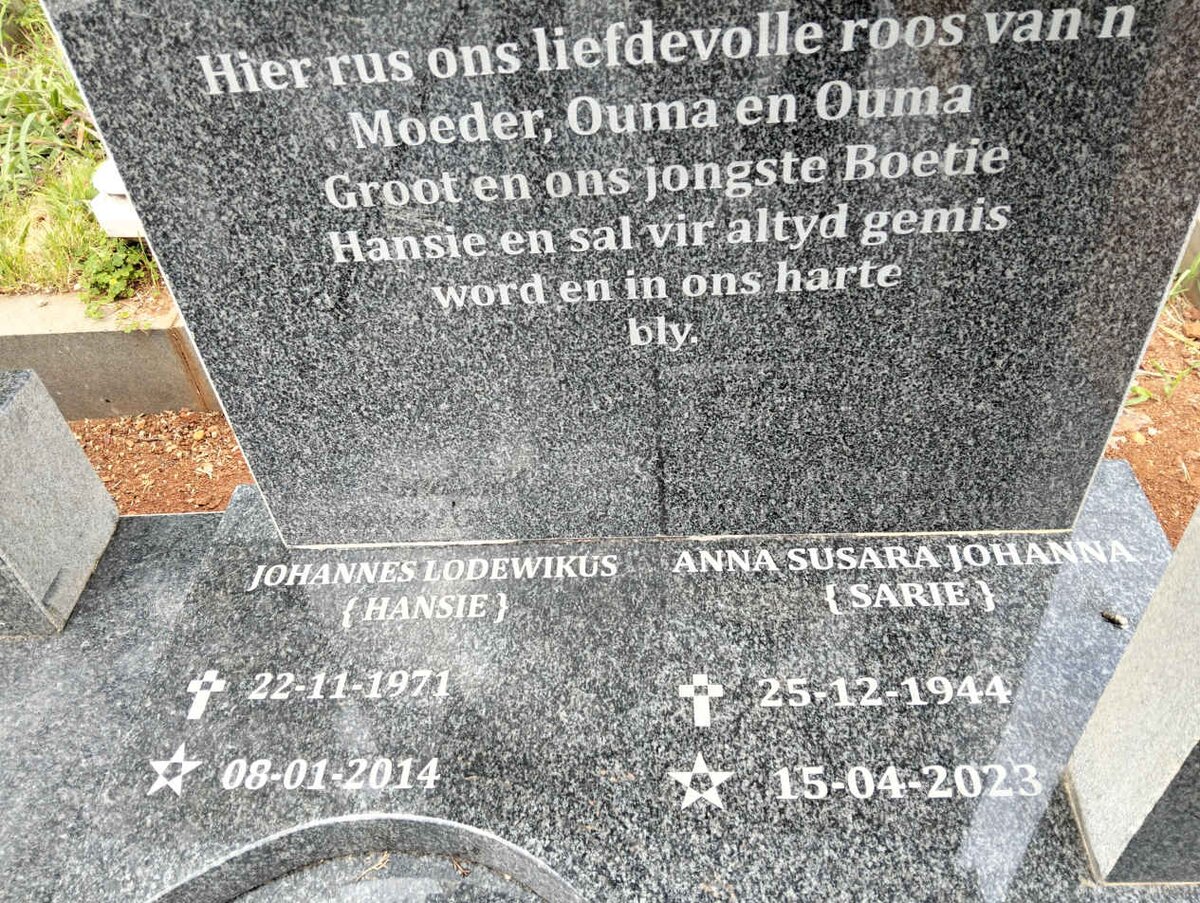 Hier rus ons liefdevolle roos van n
Moeder, Ouma en Ouma
Groot en ons jongste Boetie
Hansie en sal vir altyd gemis
word en in ons harte
bly.
JOHANNES LODEWIKUS
{ HANSIE }
22-11-1971
08-01-2014
ANNA SUSARA JOHANNA
{ SARIE }
25-12-1944
15-04-2023